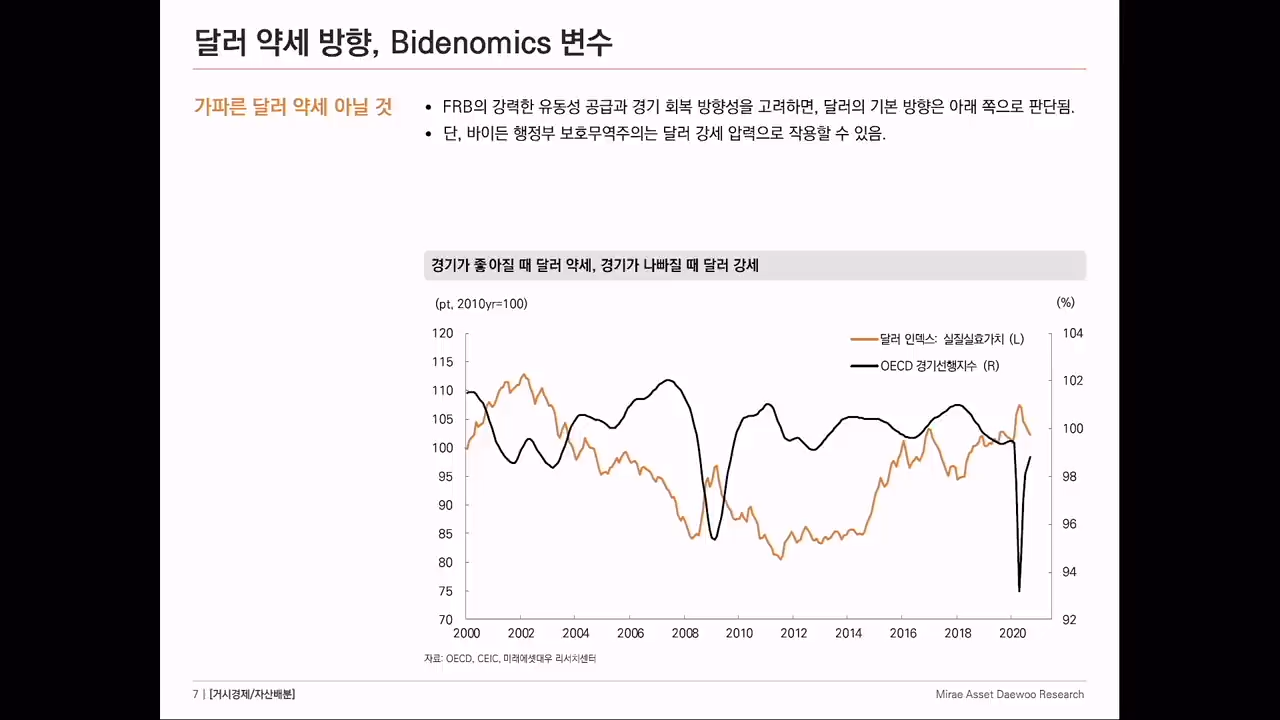 달러 약세 방향, Bidenomics 변수
가파른 달러 약세 아닐 것
• FRB의 강력한 유동성 공급과 경기 회복 방향성을 고려하면, 달러의 기본 방향은 아래 쪽으로 판단됨.
• 단, 바이든 행정부 보호무역주의는 달러 강세 압력으로 작용할 수 있음.
경기가 좋아질 때 달러 약세, 경기가 나빠질 때 달러 강세
(pt, 2010yr=100)
(%)
달러 인덱스: 실질실효가치 (L)
OECD 경기선행지수 (R)
120
115
110
105
100
95
90
85
80
75
70
104
102
100
98
96
94
92
2000 2002 2004 2006 2008 2010 2012 2014 2016 2018 2020
자료: OECD, CEIC, 미래에셋대우 리서치센터
7 | [거시경제/자산배분]
Mirae Asset Daewoo Research